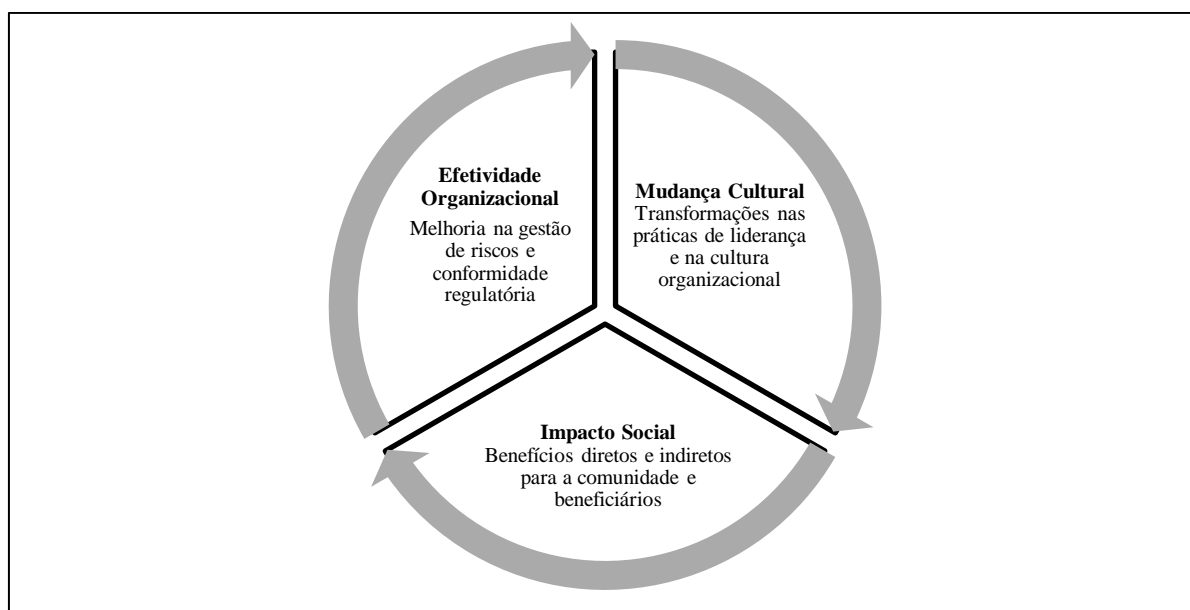 Efetividade
Organizacional
Melhoria na gestão
de riscos e
conformidade
regulatória
Mudança Cultural
Transformações nas
práticas de liderança
e na cultura
organizacional
Impacto Social
Benefícios diretos e indiretos
para a comunidade e
beneficiários